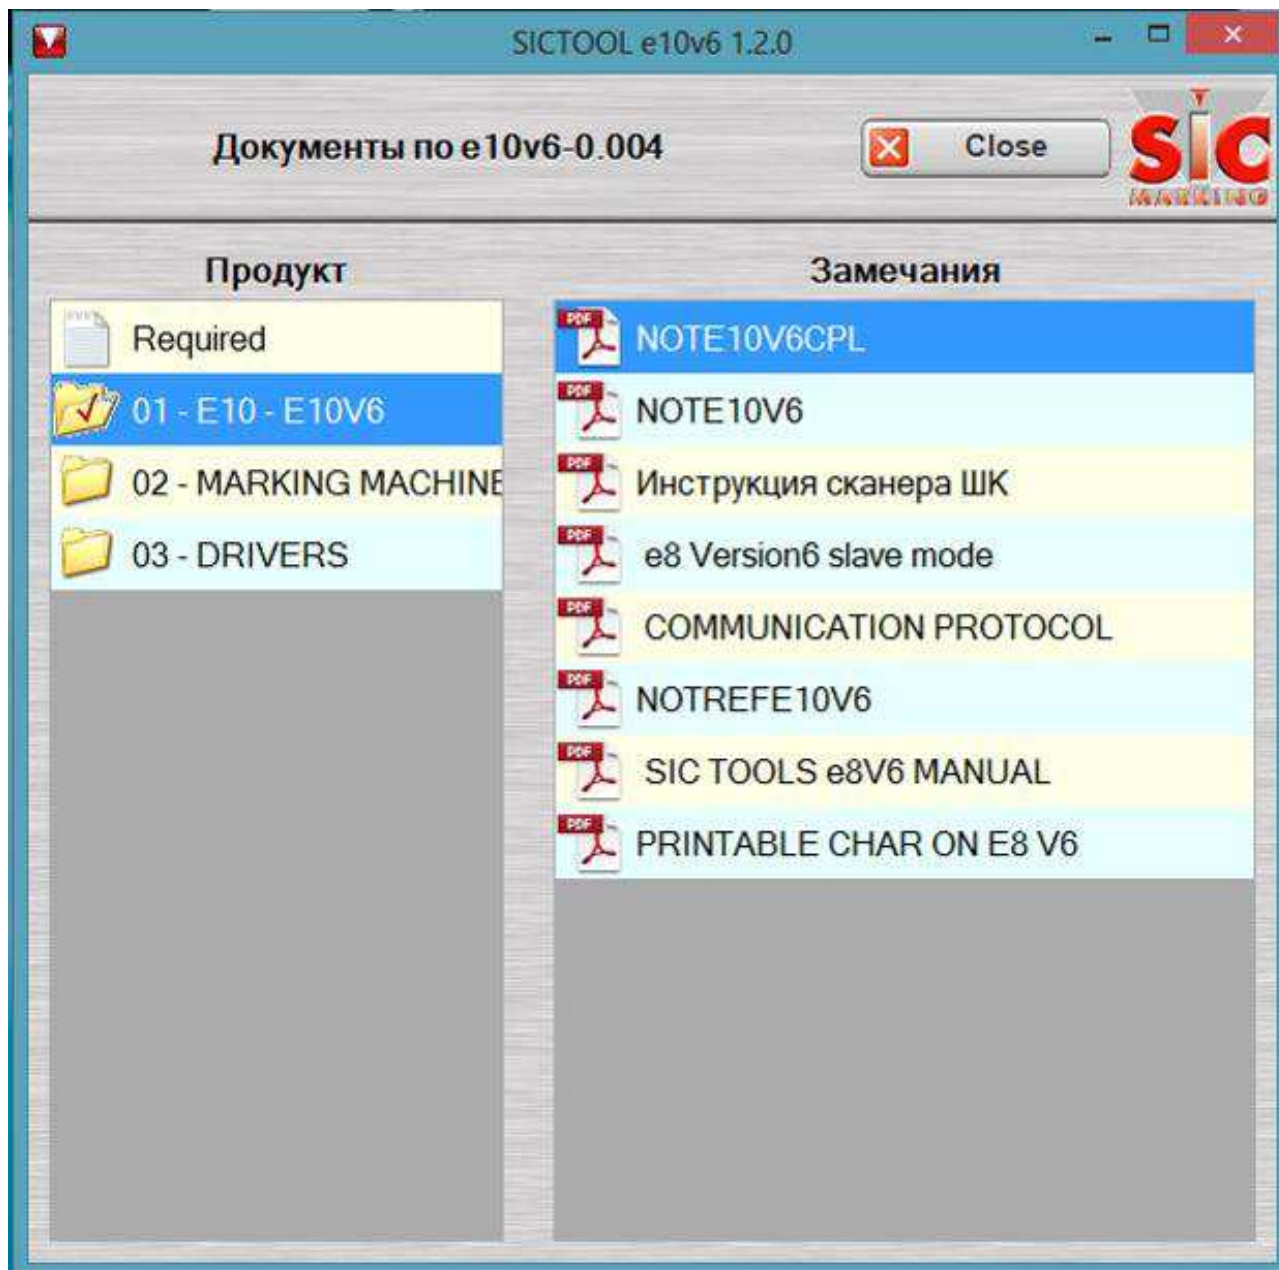 SICTOOL e10v6 1.2.0
Документы по e10v6-0.004
Close
SIC
MARKING
Продукт
Required
01 - E10 - E10V6
02 - MARKING MACHINE
03 - DRIVERS
Замечания
PDF NOTE10V6CPL
PDF NOTE10V6
PDF Инструкция сканера ШК
PDF e8 Version6 slave mode
PDF COMMUNICATION PROTOCOL
PDF NOTREFE10V6
PDF SIC TOOLS e8V6 MANUAL
PDF PRINTABLE CHAR ON E8 V6